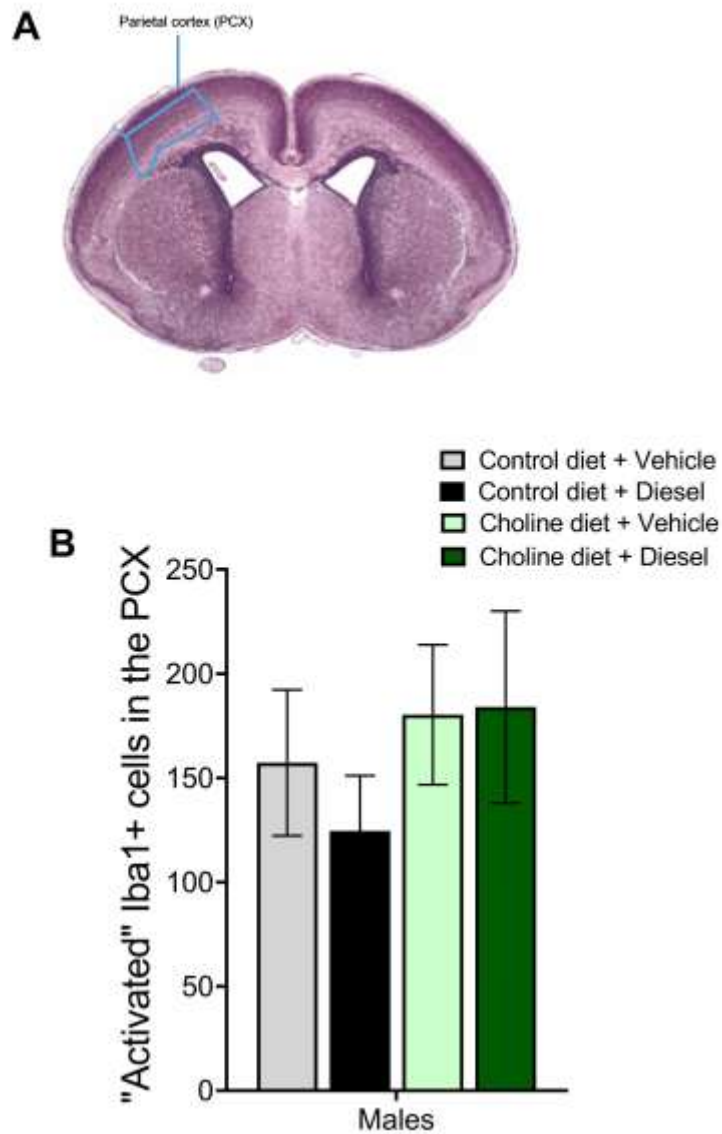 A
Parietal cortex (PCX)
Control diet + Vehicle
Control diet + Diesel
Choline diet + Vehicle
Choline diet + Diesel
B
"Activated" Iba1+ cells in the PCX
250
200
150
100
50
0
Males